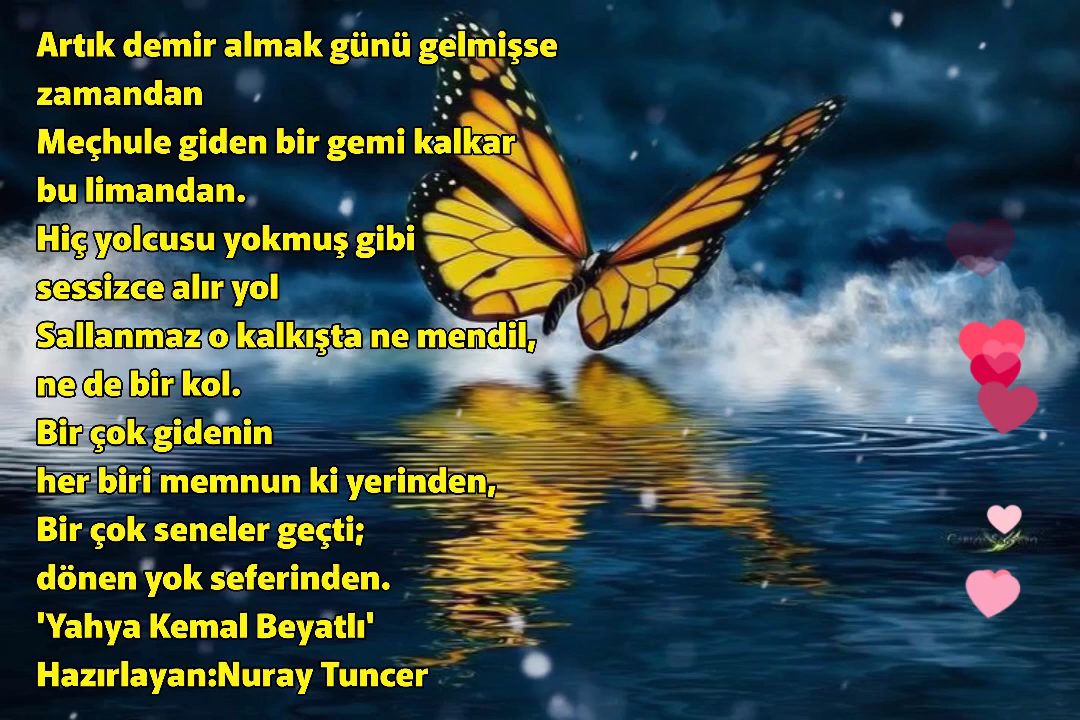 Artık demir almak günü gelmişse
zamandan
Meçhule giden bir gemi kalkar
bu limandan.
Hiç yolcusu yokmuş gibi
sessizce alır yol
Sallanmaz o kalkışta ne mendil,
ne de bir kol.
Bir çok gidenin
her biri memnun ki yerinden,
Bir çok seneler geçti;
dönen yok seferinden.
'Yahya Kemal Beyatlı'
Hazırlayan:Nuray Tuncer